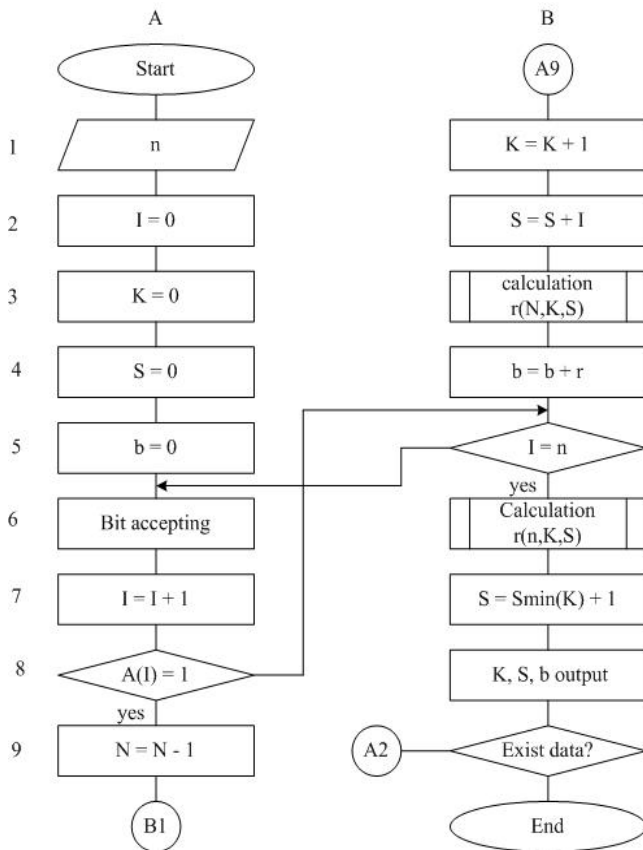 A
Start
1
n
2
I = 0
3
K = 0
4
S = 0
5
b = 0
6
Bit accepting
7
I = I + 1
8
A(I) = 1
yes
9
N = N - 1
B1
B
A9
K = K + 1
S = S + I
calculation
r(N,K,S)
b = b + r
I = n
yes
Calculation
r(n,K,S)
S = Smin(K) + 1
K, S, b output
A2
Exist data?
End